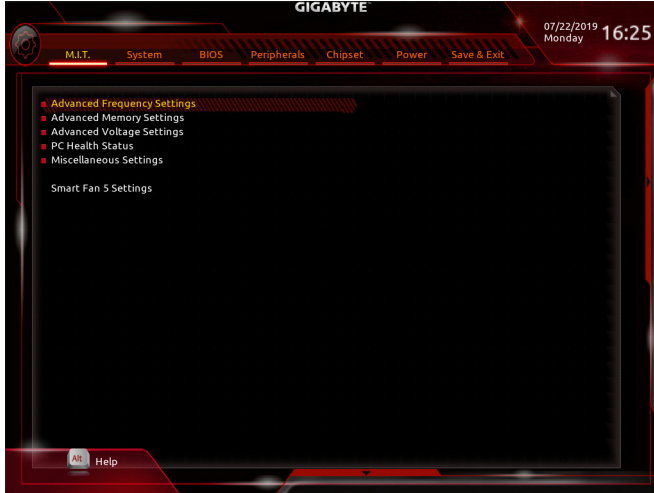 GIGABYTE
07/22/2019 16:25
Monday
M.I.T. System BIOS Peripherals Chipset Power Save & Exit
Advanced Frequency Settings
Advanced Memory Settings
Advanced Voltage Settings
PC Health Status
Miscellaneous Settings
Smart Fan 5 Settings
Alt Help